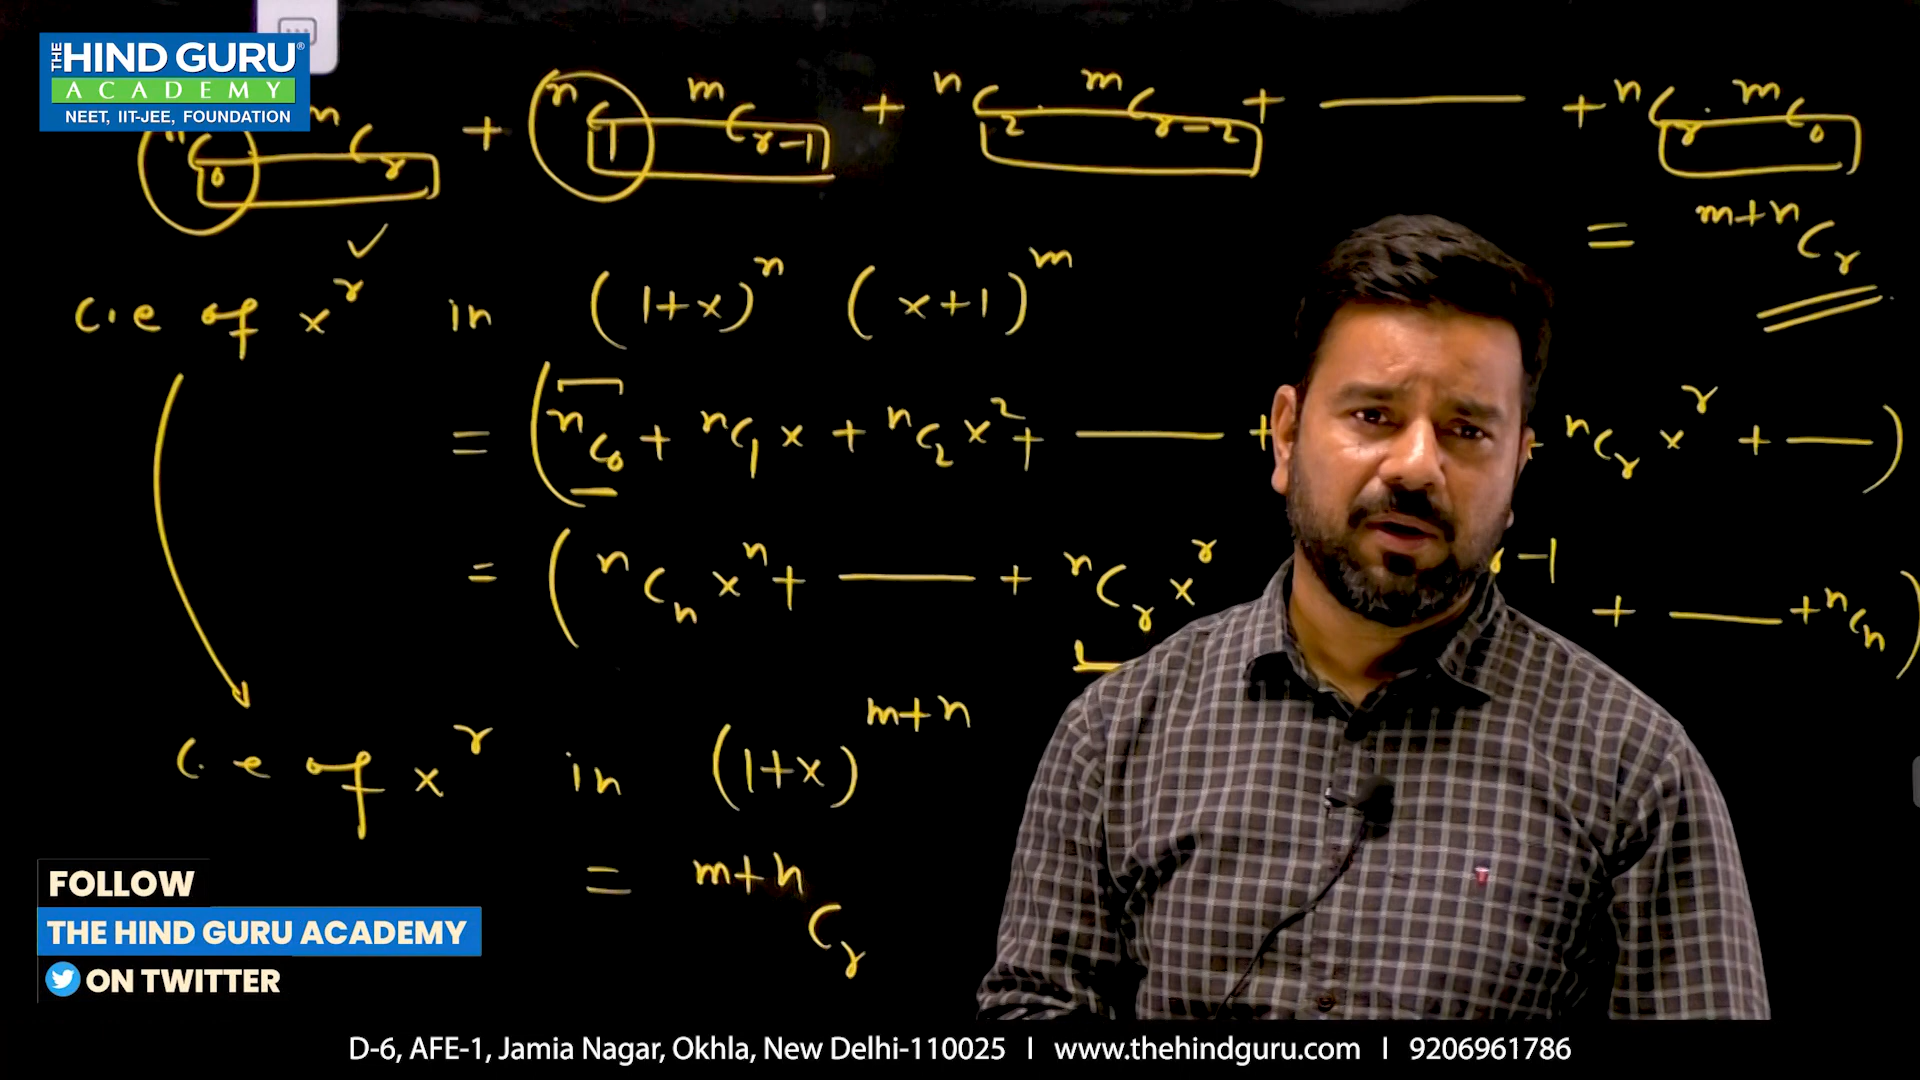 THE HIND GURU®
ACADEMY
NEET, IIT-JEE, FOUNDATION
ⁿC₀ ᵐCᵣ + ⁿC₁ ᵐCᵣ₋₁ + ⁿC₂ . ᵐCᵣ₋₂ + —— + ⁿCᵣ . ᵐC₀
= ᵐ⁺ⁿCᵣ
c.e of xʳ in (1+x)ⁿ (x+1)ᵐ
= (ⁿC₀ + ⁿC₁ x + ⁿC₂ x² + —— + ⁿCᵣ xʳ + —)
= (ⁿCₙ xⁿ + —— + ⁿCᵣ xʳ r-1 + —— + ⁿCₙ)
c.e of xʳ in (1+x)ᵐ⁺ⁿ
= ᵐ⁺ⁿCᵣ
FOLLOW
THE HIND GURU ACADEMY
ON TWITTER
D-6, AFE-1, Jamia Nagar, Okhla, New Delhi-110025 | www.thehindguru.com | 9206961786